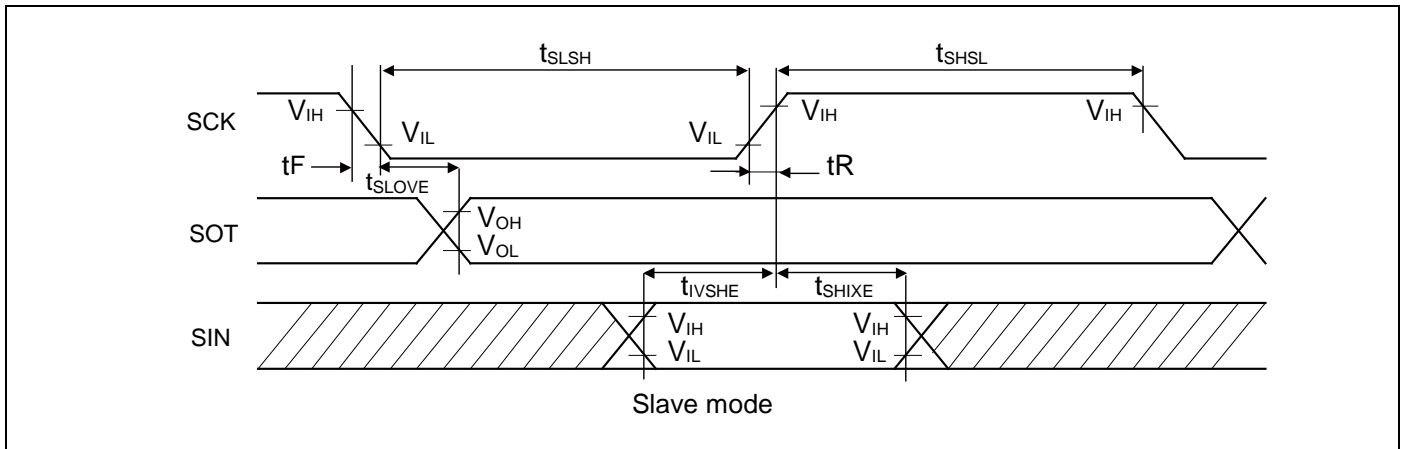 tSLSH
tSHSL
SCK
VIH
VIL
VIL
VIH
VIH
tF
tSLOVE
tR
SOT
VOH
VOL
tIVSHE
tSHIXE
SIN
VIH
VIL
VIH
VIL
Slave mode